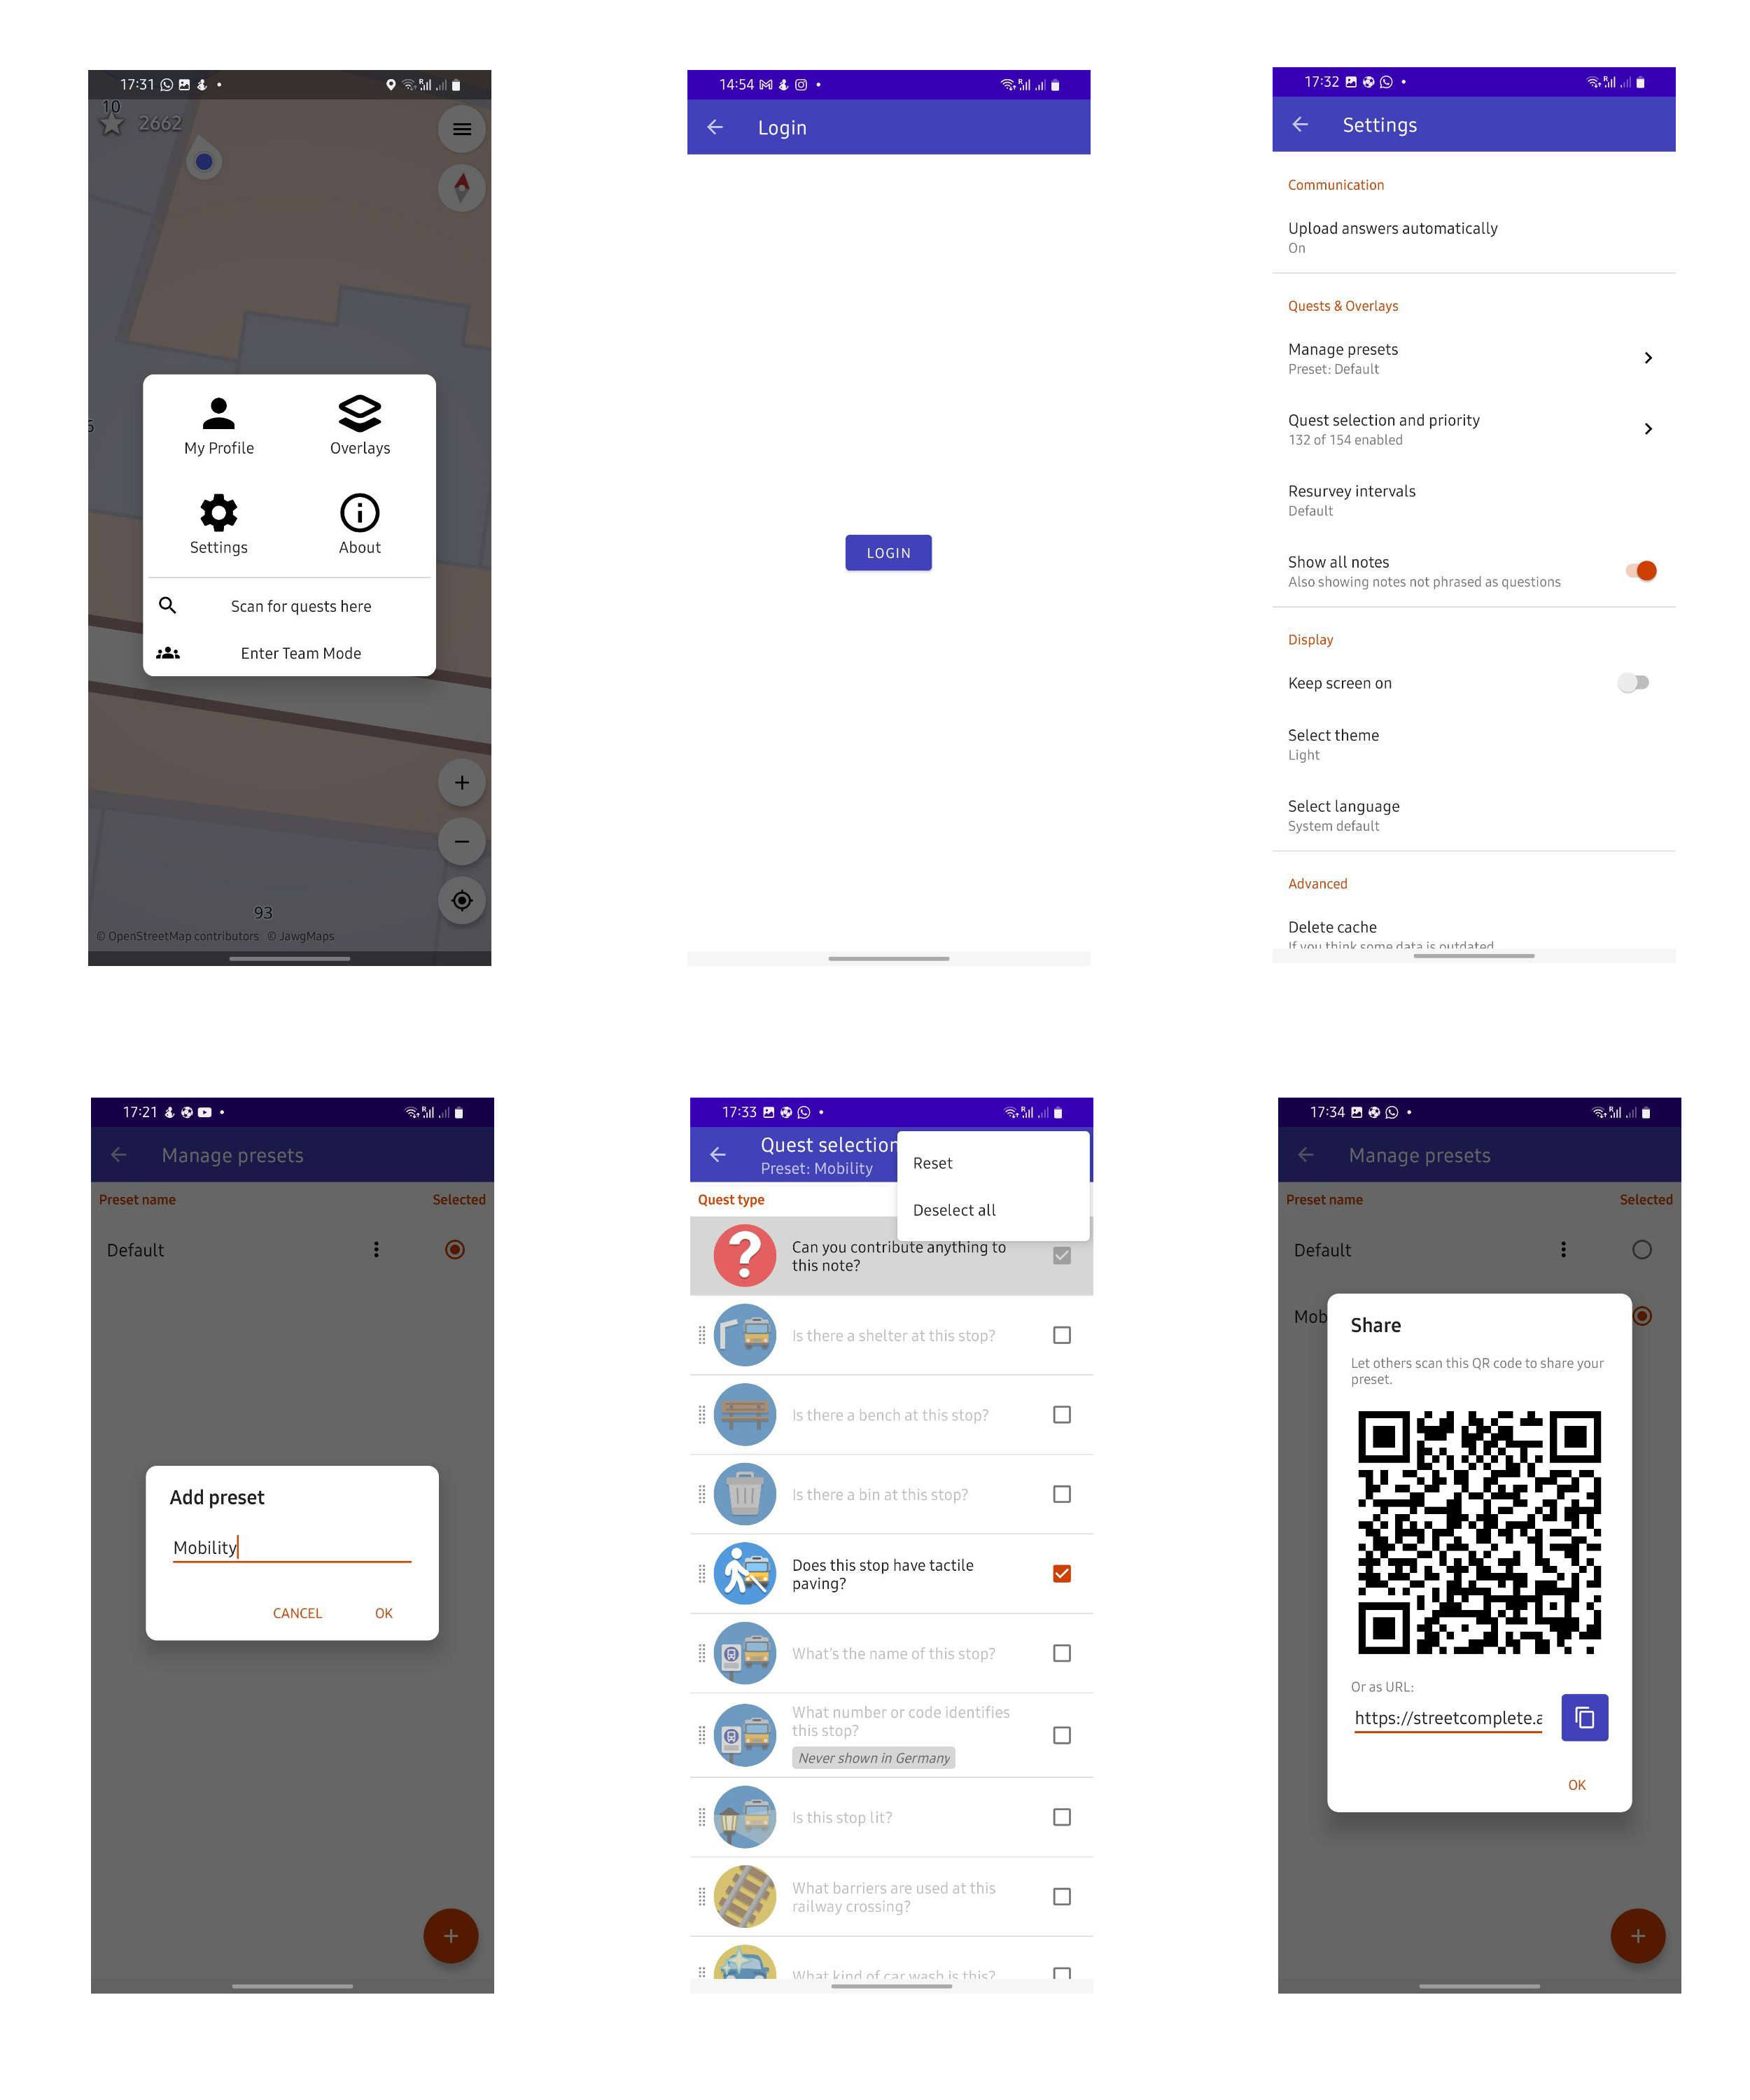 17:31
10
2662
My Profile
Overlays
Settings
About
Scan for quests here
Enter Team Mode
93
© OpenStreetMap contributors © JawgMaps
14:54
Login
LOGIN
17:32
Settings
Communication
Upload answers automatically
On
Quests & Overlays
Manage presets
Preset: Default
Quest selection and priority
132 of 154 enabled
Resurvey intervals
Default
Show all notes
Also showing notes not phrased as questions
Display
Keep screen on
Select theme
Light
Select language
System default
Advanced
Delete cache
If you think some data is outdated
17:21
Manage presets
Preset name
Selected
Default
Add preset
Mobility
CANCEL
OK
17:33
Quest selection
Preset: Mobility
Reset
Deselect all
Quest type
Can you contribute anything to
this note?
Is there a shelter at this stop?
Is there a bench at this stop?
Is there a bin at this stop?
Does this stop have tactile
paving?
What's the name of this stop?
What number or code identifies
this stop?
Never shown in Germany
Is this stop lit?
What barriers are used at this
railway crossing?
What kind of car wash is this?
17:34
Manage presets
Preset name
Selected
Default
Mob
Share
Let others scan this QR code to share your
preset.
Or as URL:
https://streetcomplete.a
OK